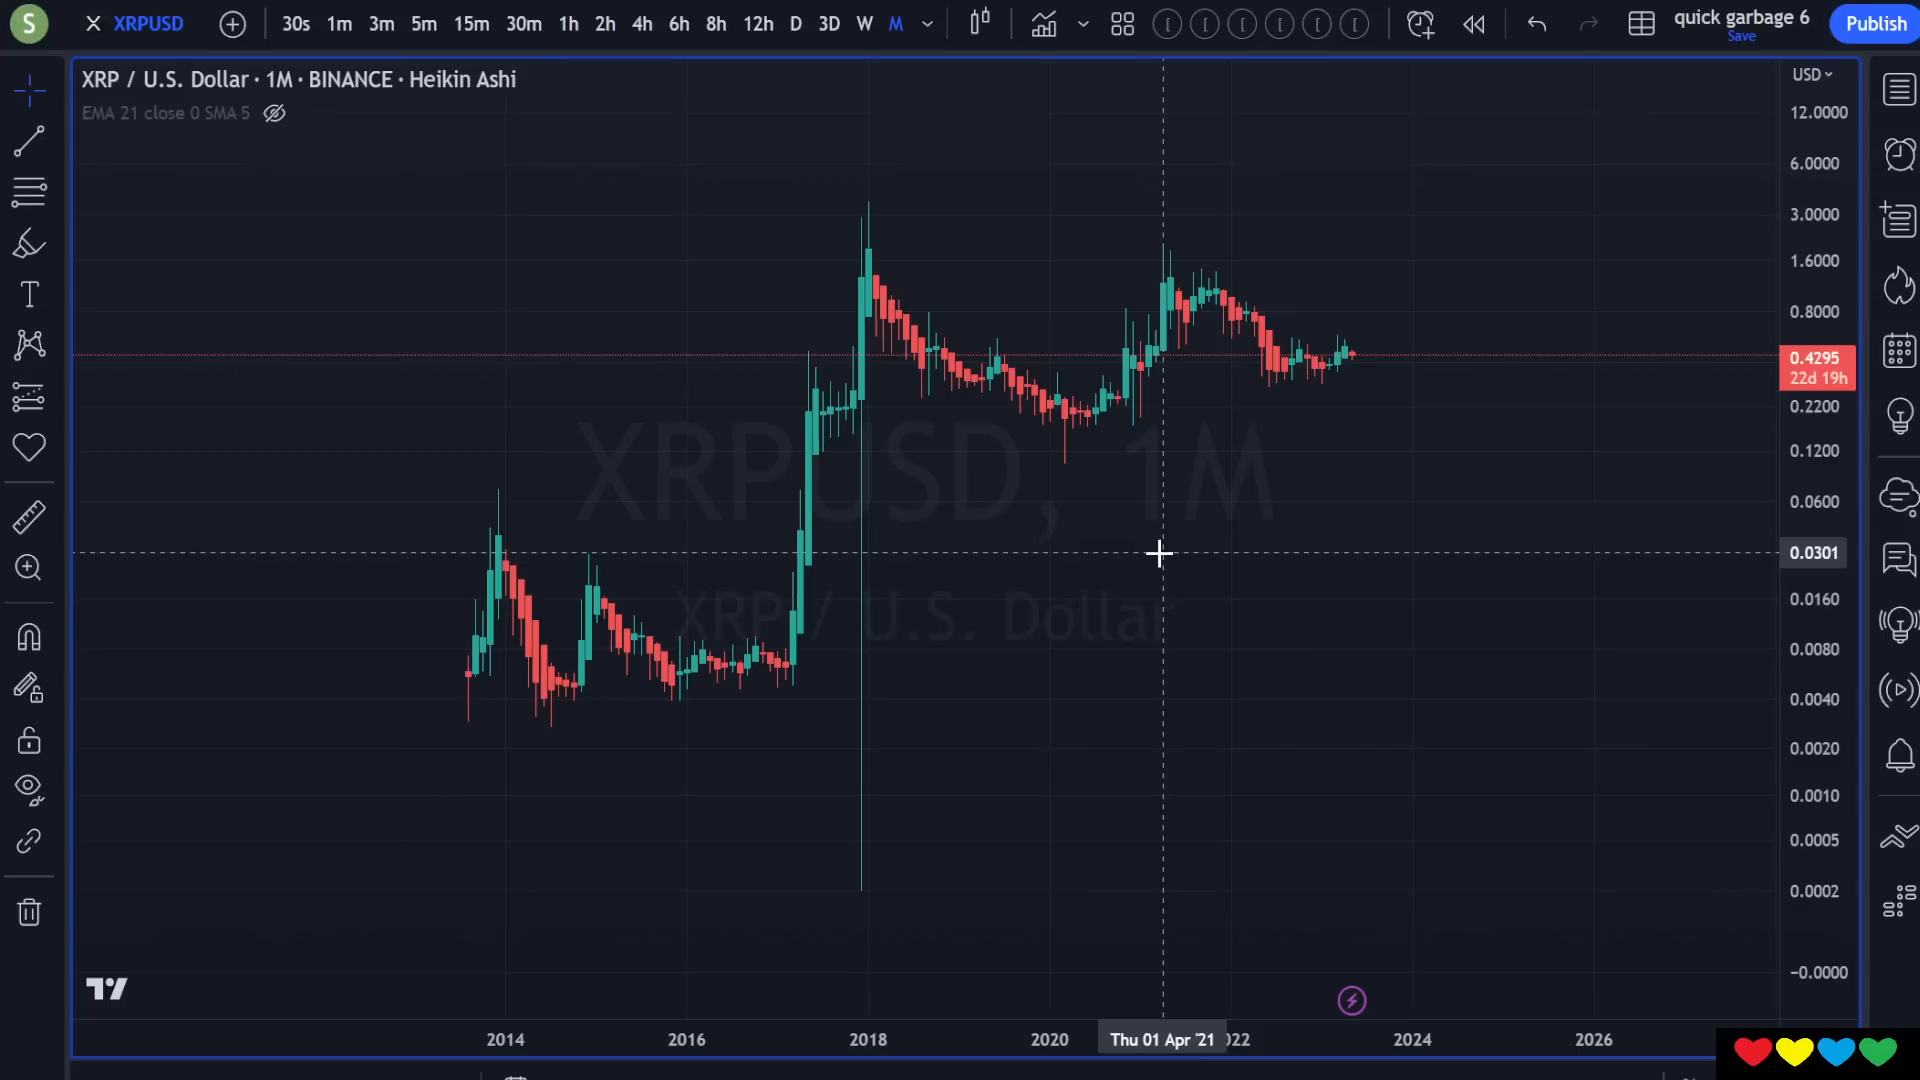 S
XRPUSD
30s 1m 3m 5m 15m 30m 1h 2h 4h 6h 8h 12h D 3D W M
quick garbage 6
Save
Publish
XRP / U.S. Dollar · 1M · BINANCE · Heikin Ashi
EMA 21 close 0 SMA 5
USD
12.0000
6.0000
3.0000
1.6000
0.8000
0.4295
22d 19h
0.2200
0.1200
0.0600
0.0301
0.0160
0.0080
0.0040
0.0020
0.0010
0.0005
0.0002
−0.0000
XRPUSD, 1M
XRP / U.S. Dollar
2014 2016 2018 2020 Thu 01 Apr '21 022 2024 2026